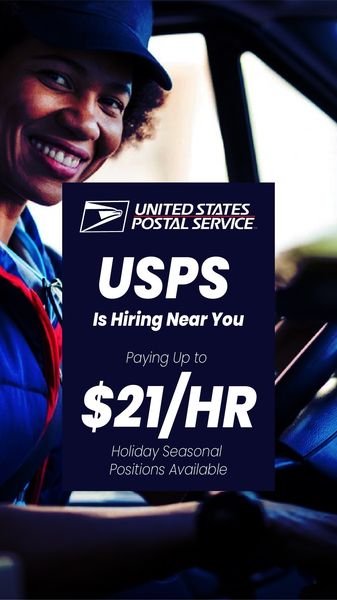 UNITED STATES
POSTAL SERVICE
USPS
Is Hiring Near You
Paying Up to
$21/HR
Holiday Seasonal
Positions Available